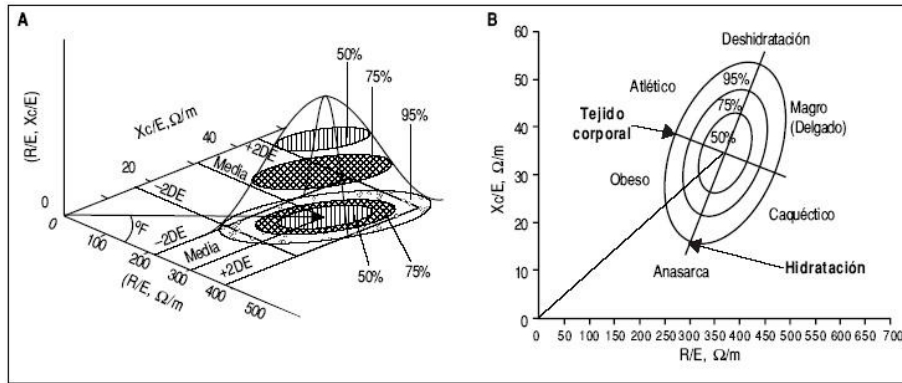 A
(R/E, Xc/E)
Xc/E, Ω/m
0
20
40
+2DE
Media
−2DE
50%
75%
95%
0
ºF
100
200
300
400
500
−2DE
Media
+2DE
50%
75%
(R/E, Ω/m
B
Xc/E, Ω/m
60
50
40
30
20
10
0
Deshidratación
Atlético
95%
Tejido
corporal
75%
Magro
(Delgado)
50%
Obeso
Caquéctico
Anasarca
Hidratación
0 50 100 150 200 250 300 350 400 450 500 550 600 650 700
R/E, Ω/m